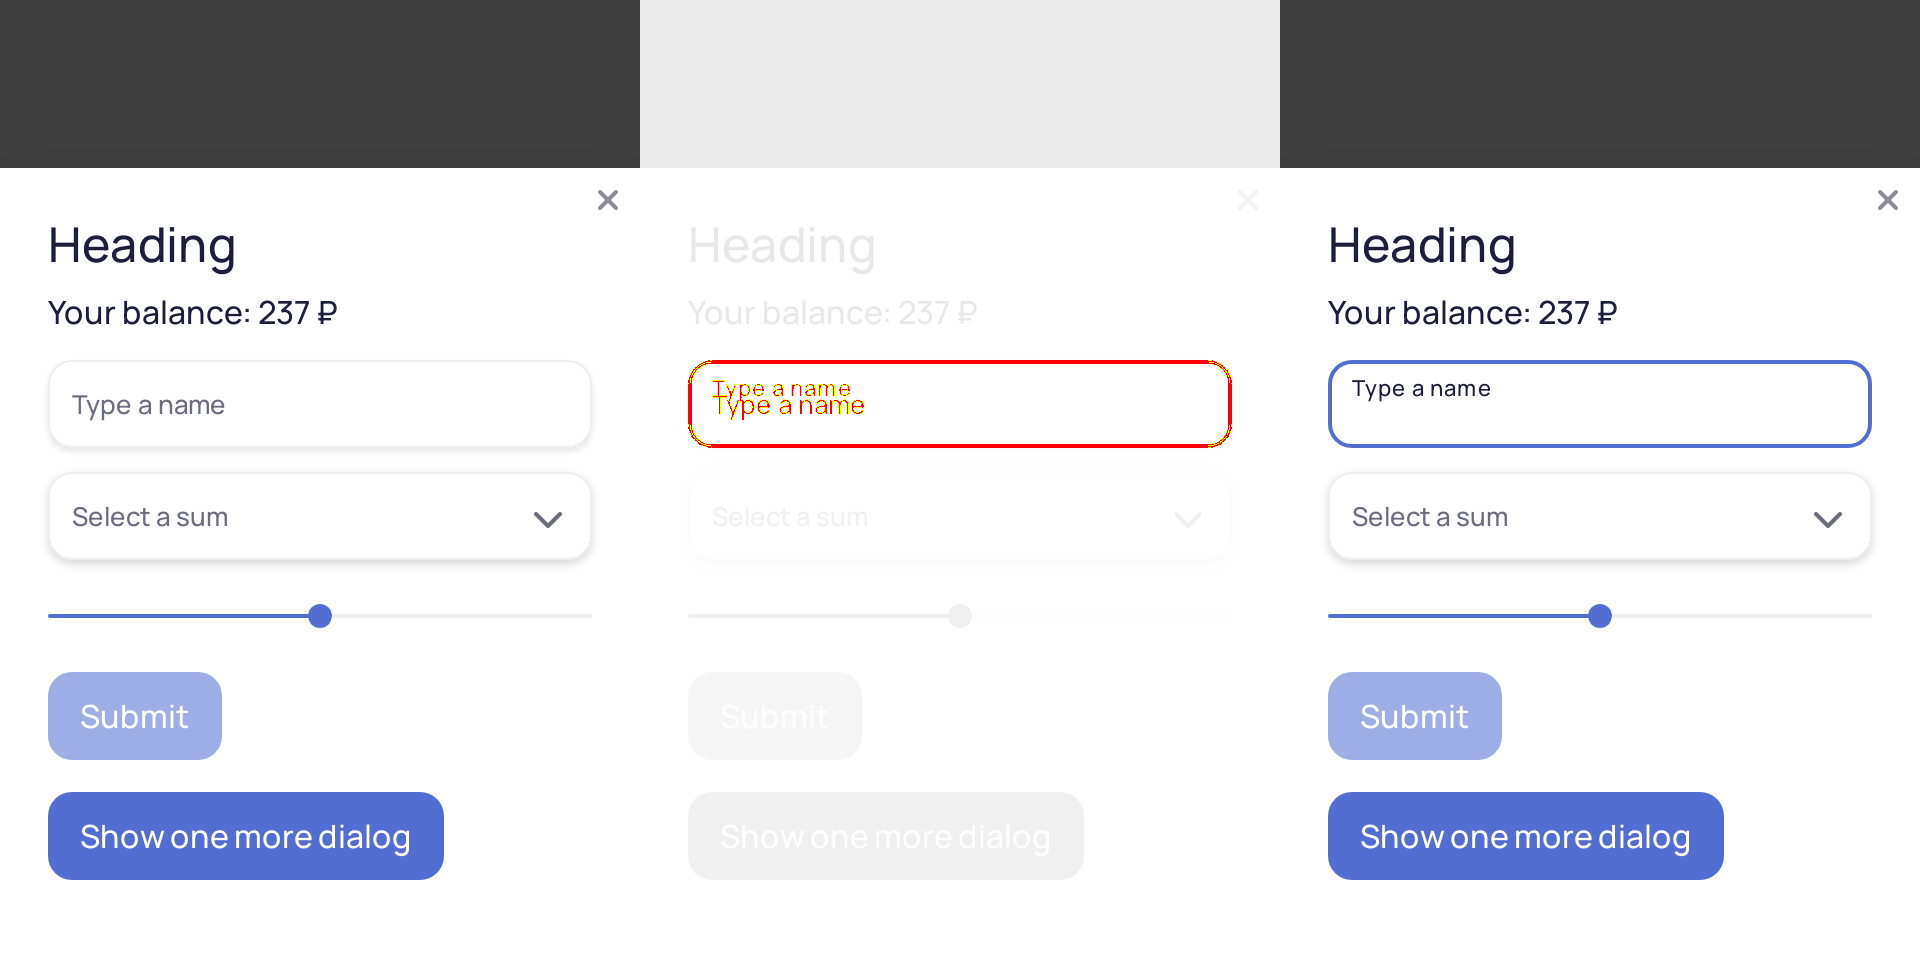 Heading
Your balance: 237 ₽
Type a name
Select a sum
Submit
Show one more dialog
Heading
Your balance: 237 ₽
Type a name
Type a name
Select a sum
Submit
Show one more dialog
Heading
Your balance: 237 ₽
Type a name
Select a sum
Submit
Show one more dialog